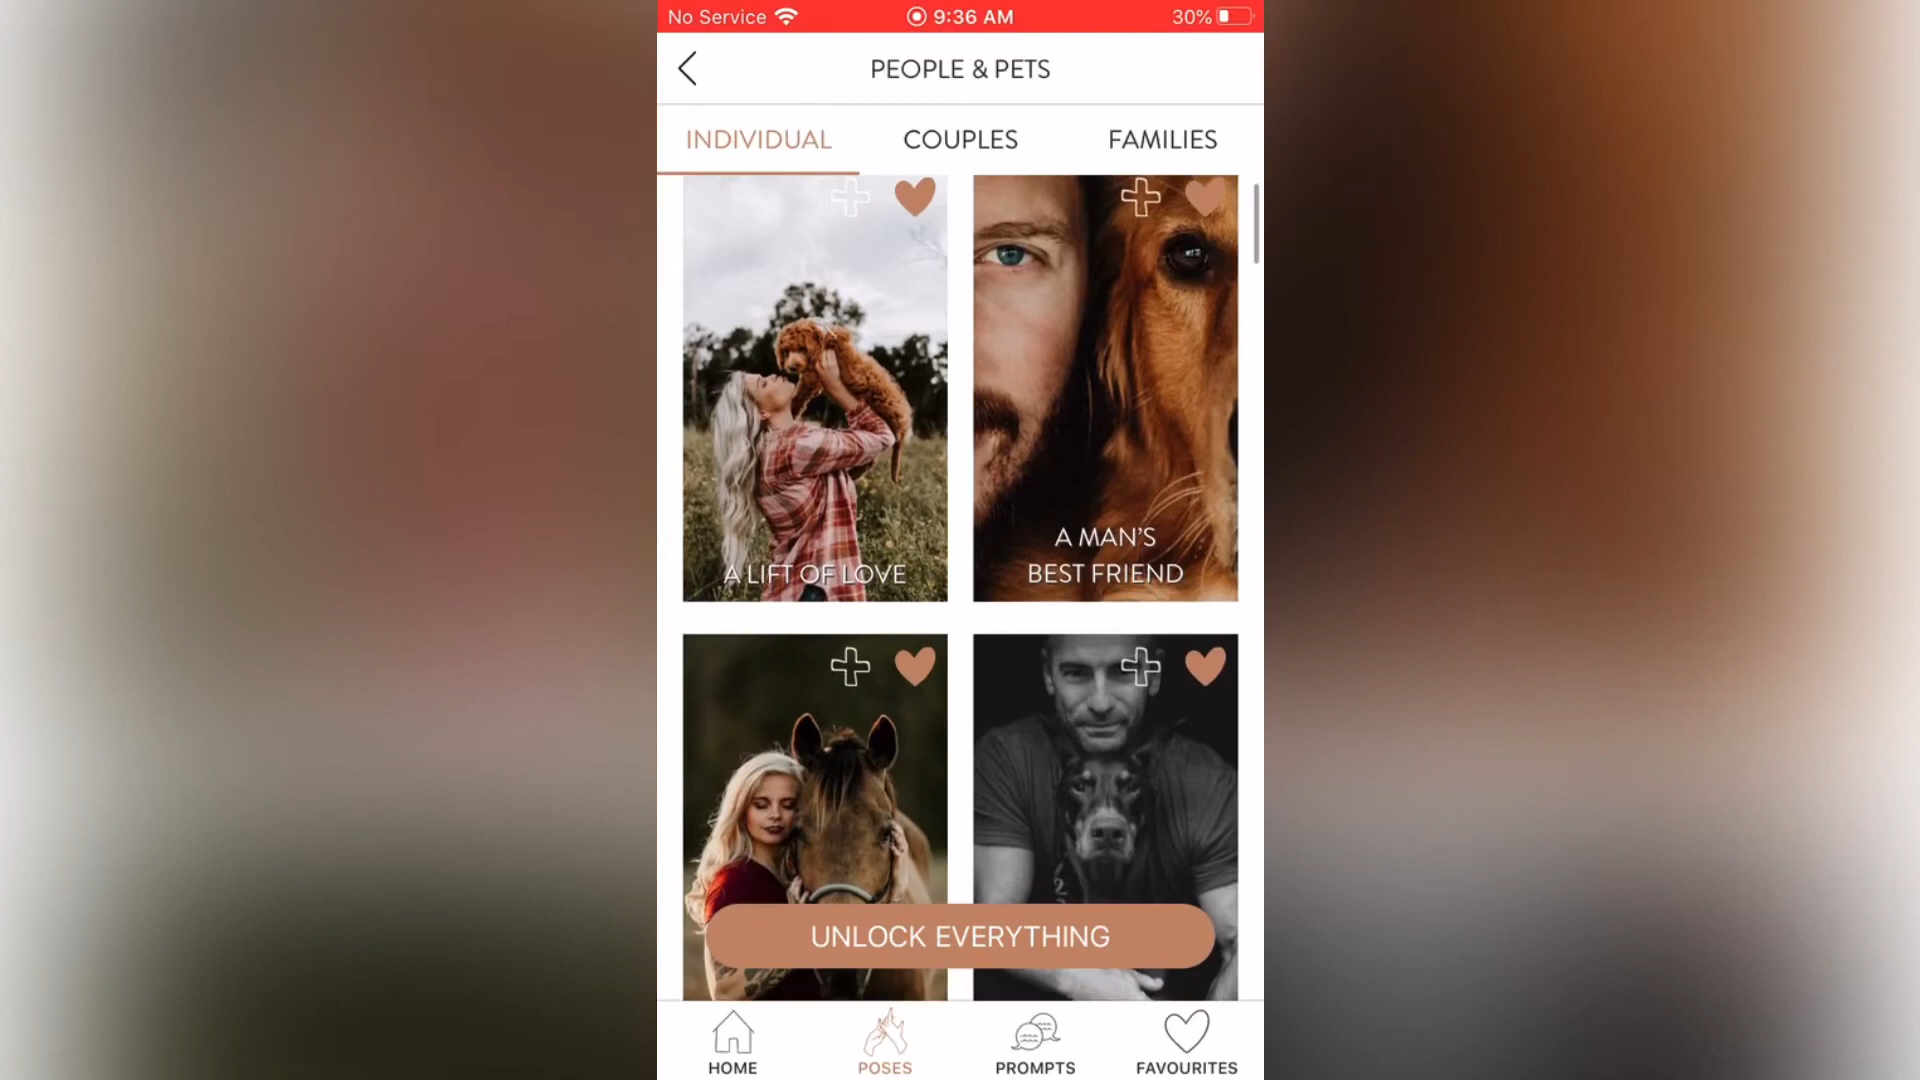 No Service 9:36 AM 30%
PEOPLE & PETS
INDIVIDUAL COUPLES FAMILIES
A LIFT OF LOVE
A MAN'S
BEST FRIEND
UNLOCK EVERYTHING
HOME POSES PROMPTS FAVOURITES